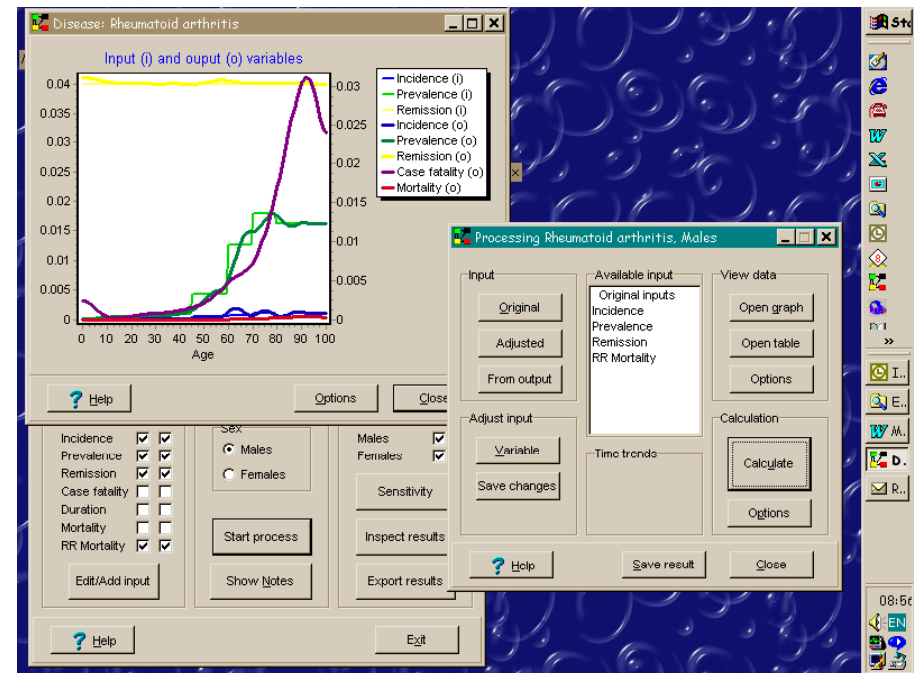 Disease: Rheumatoid arthritis
Input (i) and ouput (o) variables
0.04
0.035
0.03
0.025
0.02
0.015
0.01
0.005
0
0.03
0.025
0.02
0.015
0.01
0.005
0
0 10 20 30 40 50 60 70 80 90 100
Age
Incidence (i)
Prevalence (i)
Remission (i)
Incidence (o)
Prevalence (o)
Remission (o)
Case fatality (o)
Mortality (o)
Help
Options
Close
Incidence
Prevalence
Remission
Case fatality
Duration
Mortality
RR Mortality
Edit/Add input
Sex
Males
Females
Start process
Show Notes
Males
Females
Sensitivity
Inspect results
Export results
Help
Exit
Processing Rheumatoid arthritis, Males
Input
Original
Adjusted
From output
Adjust input
Variable
Save changes
Available input
Original inputs
Incidence
Prevalence
Remission
RR Mortality
Time trends
View data
Open graph
Open table
Options
Calculation
Calculate
Options
Help
Save result
Close
Sta
»
I..
E..
M.
D.
R..
08:56
EN